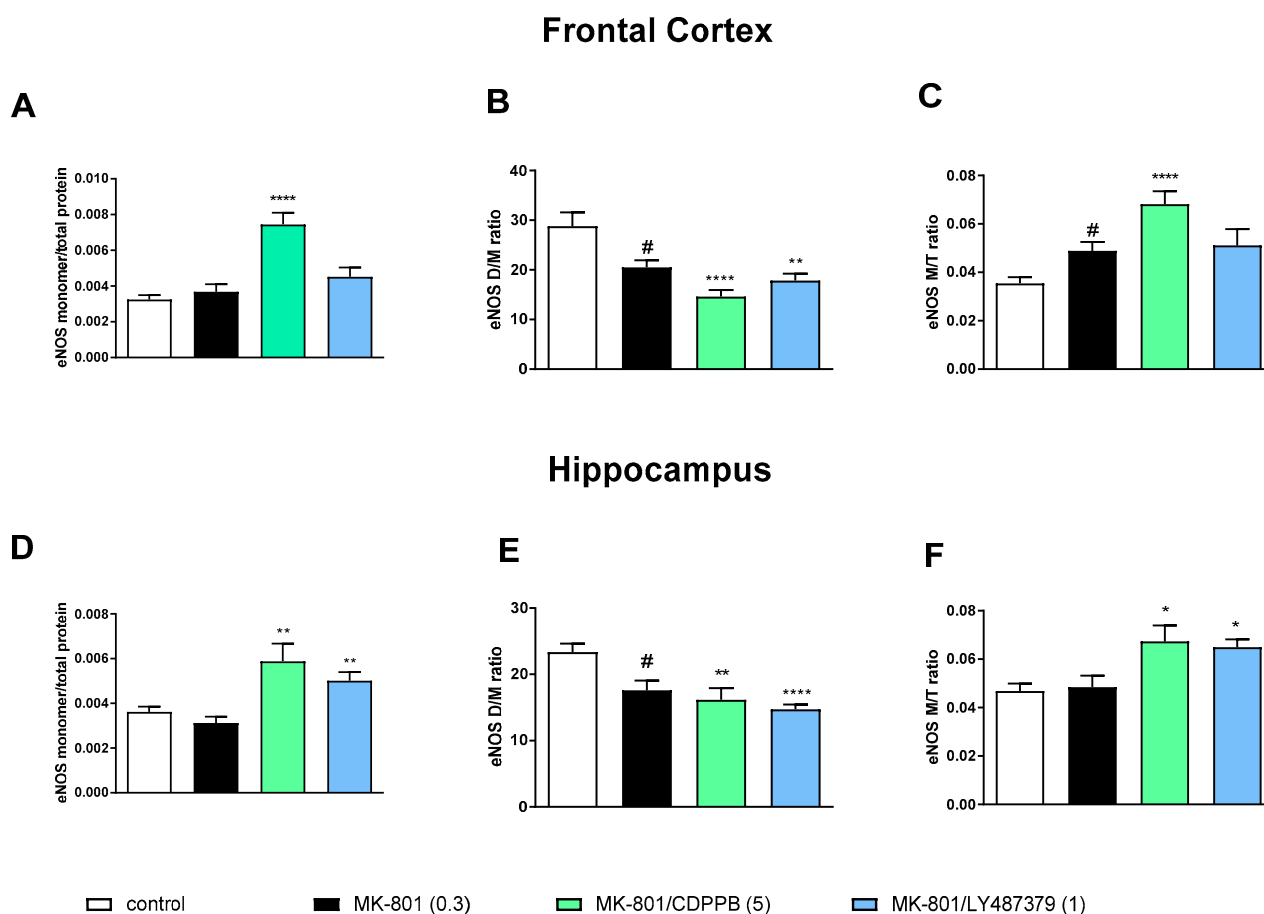 Frontal Cortex
A
B
C
eNOS monomer/total protein
0.010
0.008
0.006
0.004
0.002
0.000
****
eNOS D/M ratio
40
30
20
10
0
#
****
**
eNOS M/T ratio
0.08
0.06
0.04
0.02
0.00
#
****
Hippocampus
D
E
F
eNOS monomer/total protein
0.008
0.006
0.004
0.002
0.000
**
**
eNOS D/M ratio
30
20
10
0
#
**
****
eNOS M/T ratio
0.08
0.06
0.04
0.02
0.00
*
*
control
MK-801 (0.3)
MK-801/CDPPB (5)
MK-801/LY487379 (1)